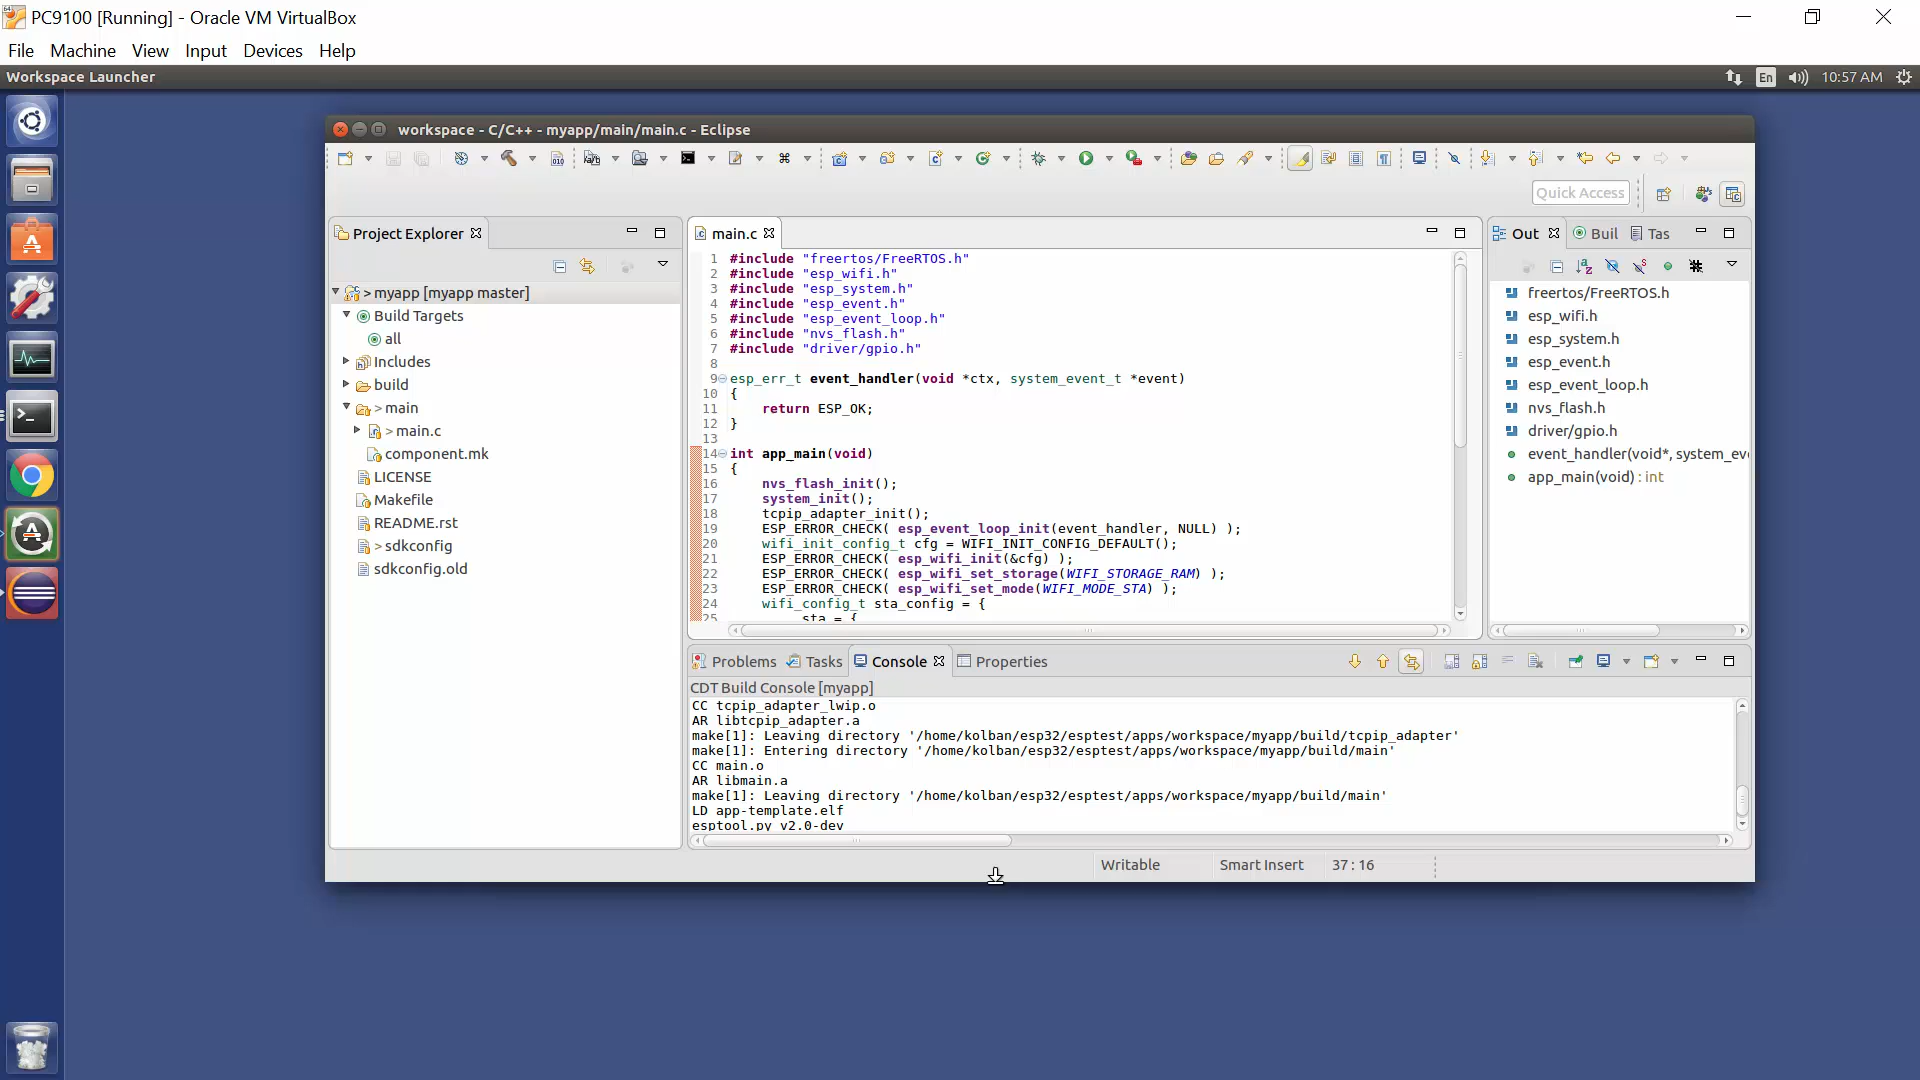 PC9100 [Running] - Oracle VM VirtualBox
File Machine View Input Devices Help
Workspace Launcher
En
10:57 AM
workspace - C/C++ - myapp/main/main.c - Eclipse
Quick Access
Project Explorer
> myapp [myapp master]
Build Targets
all
Includes
build
> main
> main.c
component.mk
LICENSE
Makefile
README.rst
> sdkconfig
sdkconfig.old
main.c
1 #include "freertos/FreeRTOS.h"
2 #include "esp_wifi.h"
3 #include "esp_system.h"
4 #include "esp_event.h"
5 #include "esp_event_loop.h"
6 #include "nvs_flash.h"
7 #include "driver/gpio.h"
8
9 esp_err_t event_handler(void *ctx, system_event_t *event)
10 {
11     return ESP_OK;
12 }
13
14 int app_main(void)
15 {
16     nvs_flash_init();
17     system_init();
18     tcpip_adapter_init();
19     ESP_ERROR_CHECK( esp_event_loop_init(event_handler, NULL) );
20     wifi_init_config_t cfg = WIFI_INIT_CONFIG_DEFAULT();
21     ESP_ERROR_CHECK( esp_wifi_init(&cfg) );
22     ESP_ERROR_CHECK( esp_wifi_set_storage(WIFI_STORAGE_RAM) );
23     ESP_ERROR_CHECK( esp_wifi_set_mode(WIFI_MODE_STA) );
24     wifi_config_t sta_config = {
25         sta = {
Out Buil Tas
freertos/FreeRTOS.h
esp_wifi.h
esp_system.h
esp_event.h
esp_event_loop.h
nvs_flash.h
driver/gpio.h
event_handler(void*, system_eve
app_main(void) : int
Problems Tasks Console Properties
CDT Build Console [myapp]
CC tcpip_adapter_lwip.o
AR libtcpip_adapter.a
make[1]: Leaving directory '/home/kolban/esp32/esptest/apps/workspace/myapp/build/tcpip_adapter'
make[1]: Entering directory '/home/kolban/esp32/esptest/apps/workspace/myapp/build/main'
CC main.o
AR libmain.a
make[1]: Leaving directory '/home/kolban/esp32/esptest/apps/workspace/myapp/build/main'
LD app-template.elf
esptool.py v2.0-dev
Writable Smart Insert 37 : 16